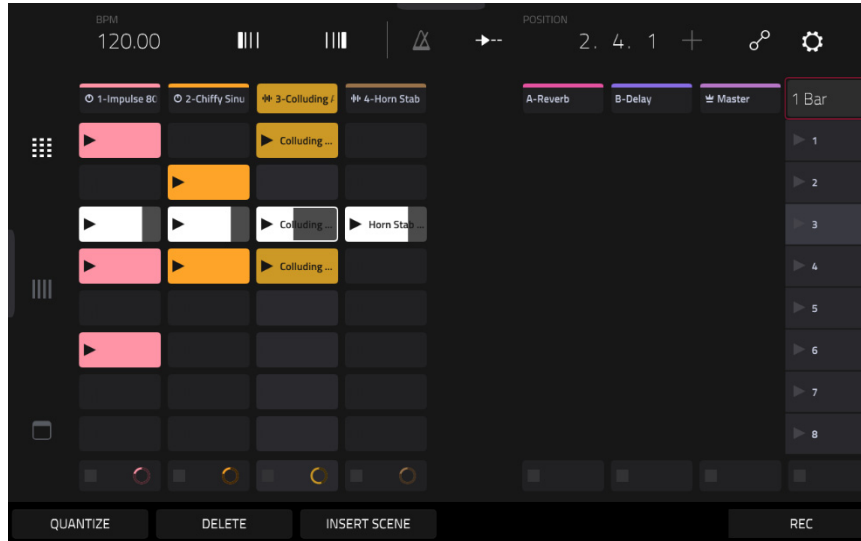 BPM
POSITION
120.00
2. 4. 1
1-Impulse 80
2-Chiffy Sinu
3-Colluding /
4-Horn Stab
A-Reverb
B-Delay
Master
1 Bar
Colluding ...
1
2
Colluding ...
Horn Stab ...
3
Colluding ...
4
5
6
7
8
QUANTIZE
DELETE
INSERT SCENE
REC